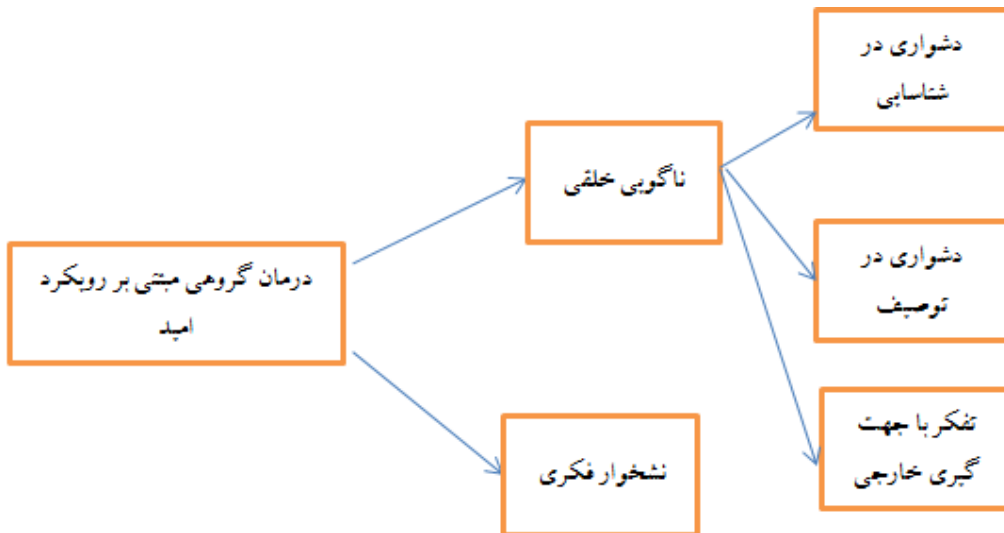 دشواری در
شناسایی
ناگویی خلقی
دشواری در
توصیف
درمان گروهی مبتنی بر رویکرد
امید
تفکر با جهت
گیری خارجی
نشخوار فکری